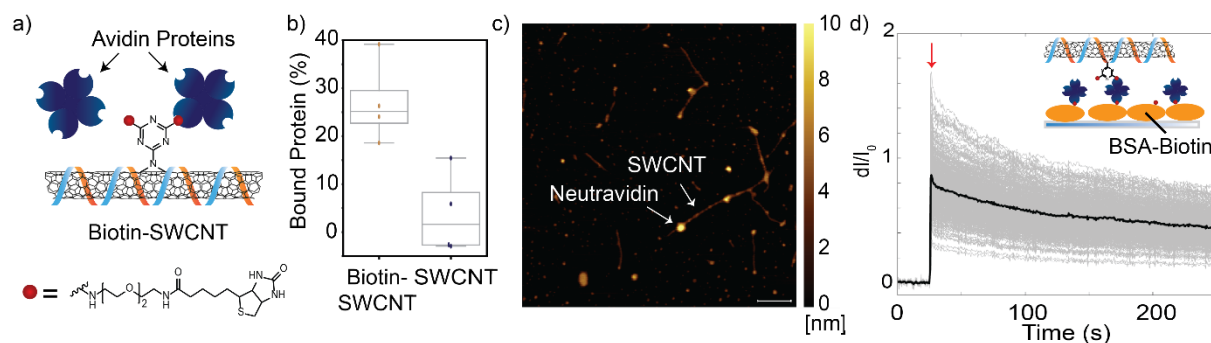 a)
Avidin Proteins
N
N
N
N
Biotin-SWCNT
=
N
H
O
2
H
N
O
S
HN
NH
O
b)
Bound Protein (%)
40
30
20
10
0
Biotin- SWCNT
SWCNT
c)
SWCNT
Neutravidin
10
8
6
4
2
0
[nm]
d)
dI/I0
2
1
0
BSA-Biotin
0
100
200
Time (s)